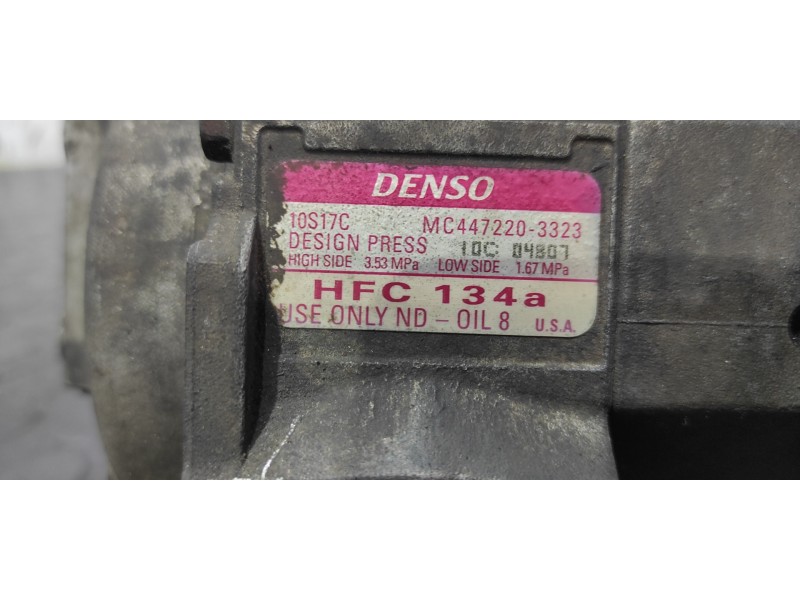 DENSO
10S17C MC447220-3323
DESIGN PRESS 10C 04807
HIGH SIDE 3.53 MPa LOW SIDE 1.67 MPa
HFC 134a
USE ONLY ND-OIL 8 U.S.A.